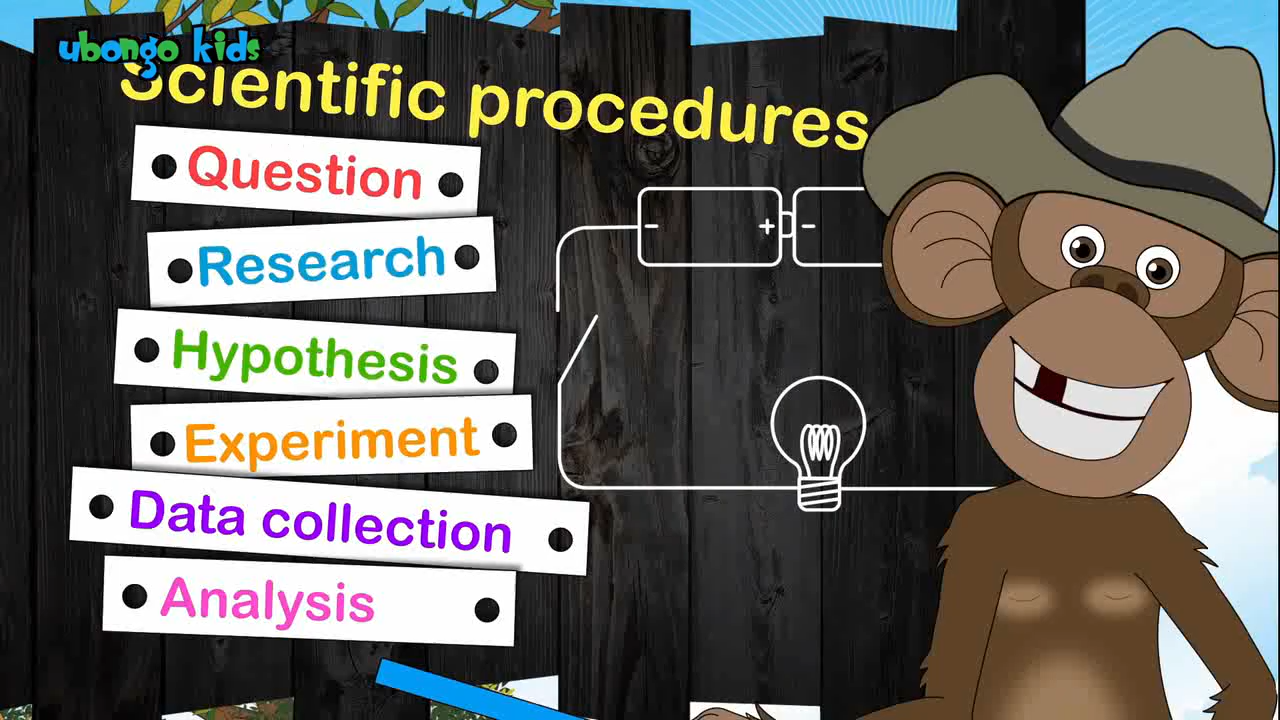 ubongo kids
Scientific procedures
Question
Research
Hypothesis
Experiment
Data collection
Analysis
- + -